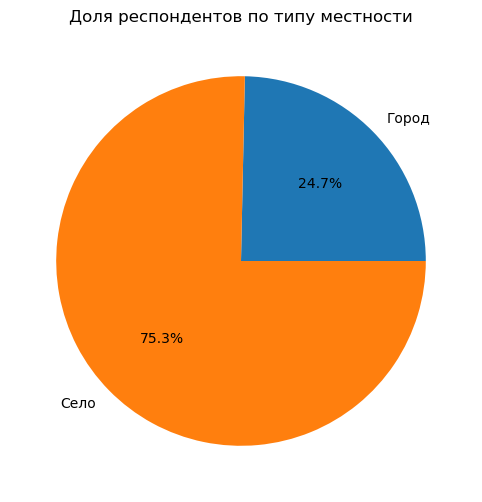 Доля респондентов по типу местности
Город
24.7%
75.3%
Село